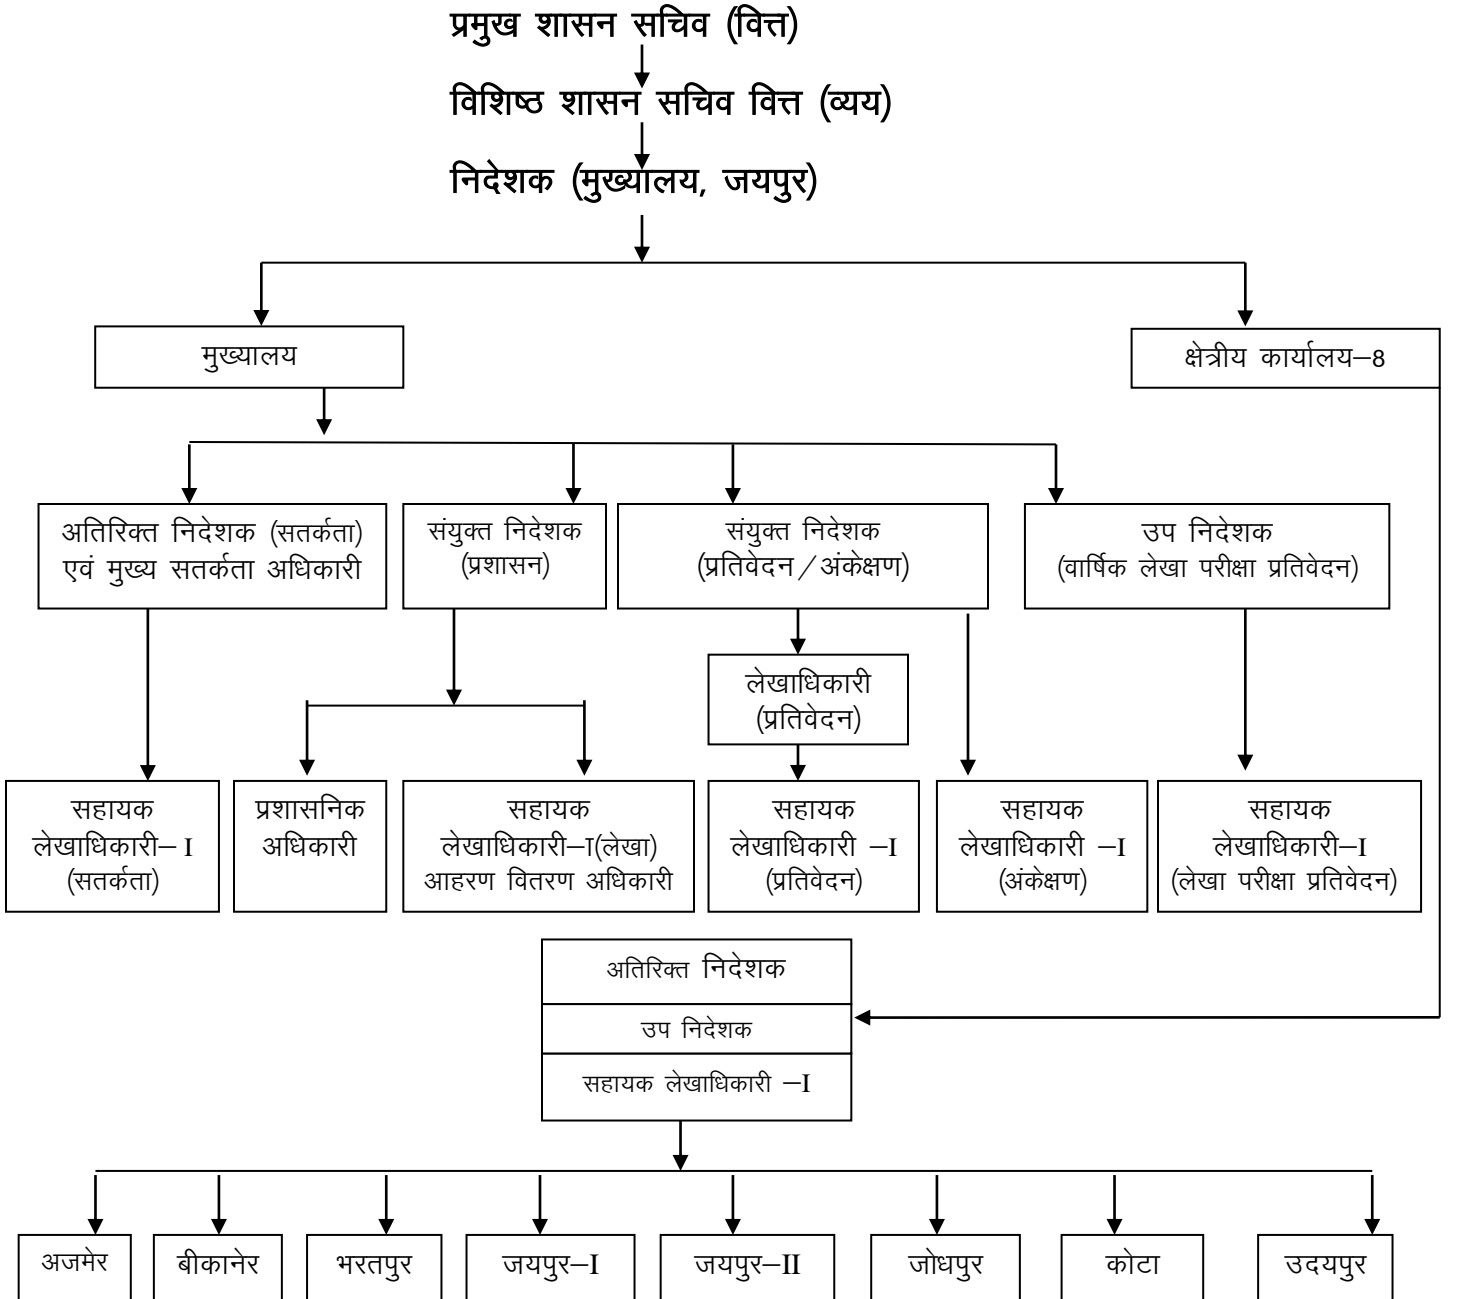 प्रमुख शासन सचिव (वित्त)
विशिष्ठ शासन सचिव वित्त (व्यय)
निदेशक (मुख्यालय, जयपुर)
मुख्यालय
क्षेत्रीय कार्यालय–8
अतिरिक्त निदेशक (सतर्कता)
एवं मुख्य सतर्कता अधिकारी
संयुक्त निदेशक
(प्रशासन)
संयुक्त निदेशक
(प्रतिवेदन/अंकेक्षण)
उप निदेशक
(वार्षिक लेखा परीक्षा प्रतिवेदन)
लेखाधिकारी
(प्रतिवेदन)
सहायक
लेखाधिकारी– I
(सतर्कता)
प्रशासनिक
अधिकारी
सहायक
लेखाधिकारी–ा(लेखा)
आहरण वितरण अधिकारी
सहायक
लेखाधिकारी –I
(प्रतिवेदन)
सहायक
लेखाधिकारी –I
(अंकेक्षण)
सहायक
लेखाधिकारी–I
(लेखा परीक्षा प्रतिवेदन)
अतिरिक्त निदेशक
उप निदेशक
सहायक लेखाधिकारी –I
अजमेर
बीकानेर
भरतपुर
जयपुर–I
जयपुर–II
जोधपुर
कोटा
उदयपुर